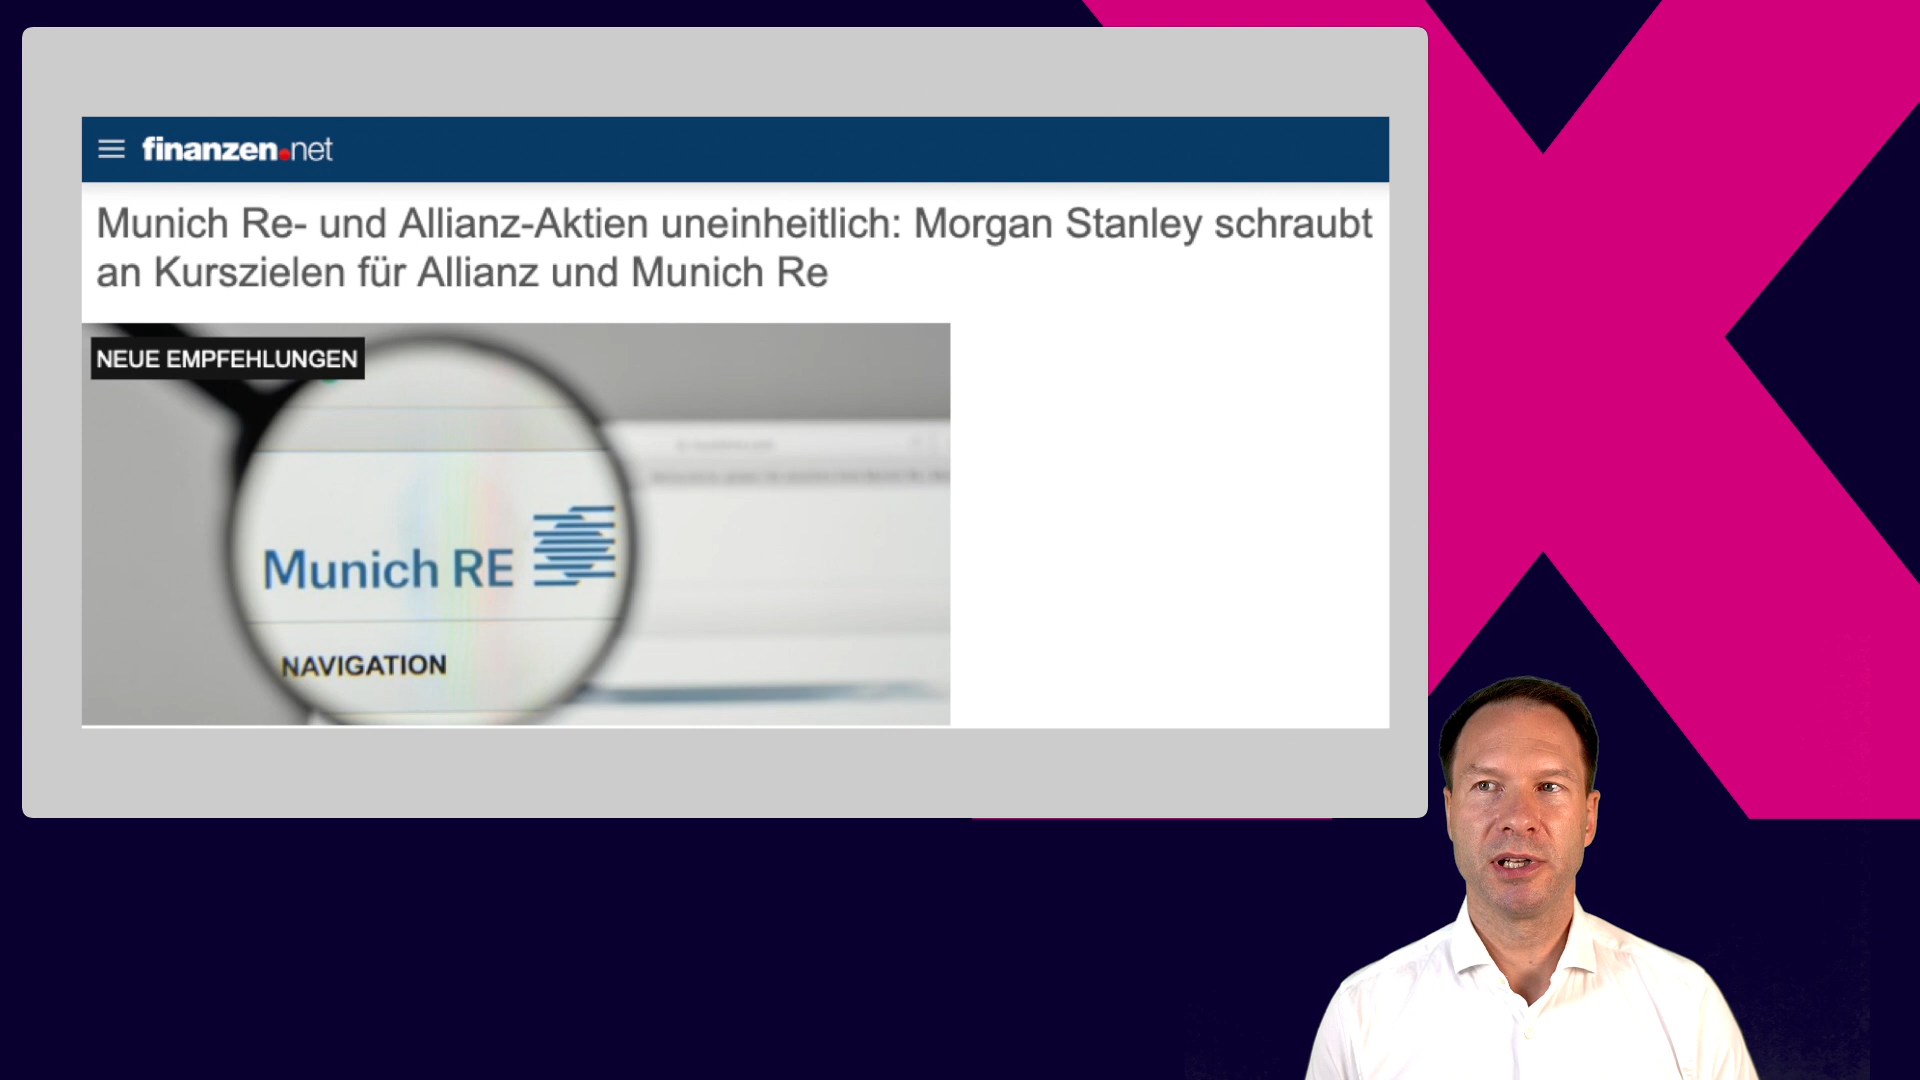 finanzen.net
Munich Re- und Allianz-Aktien uneinheitlich: Morgan Stanley schraubt
an Kurszielen für Allianz und Munich Re
NEUE EMPFEHLUNGEN
Munich RE
NAVIGATION